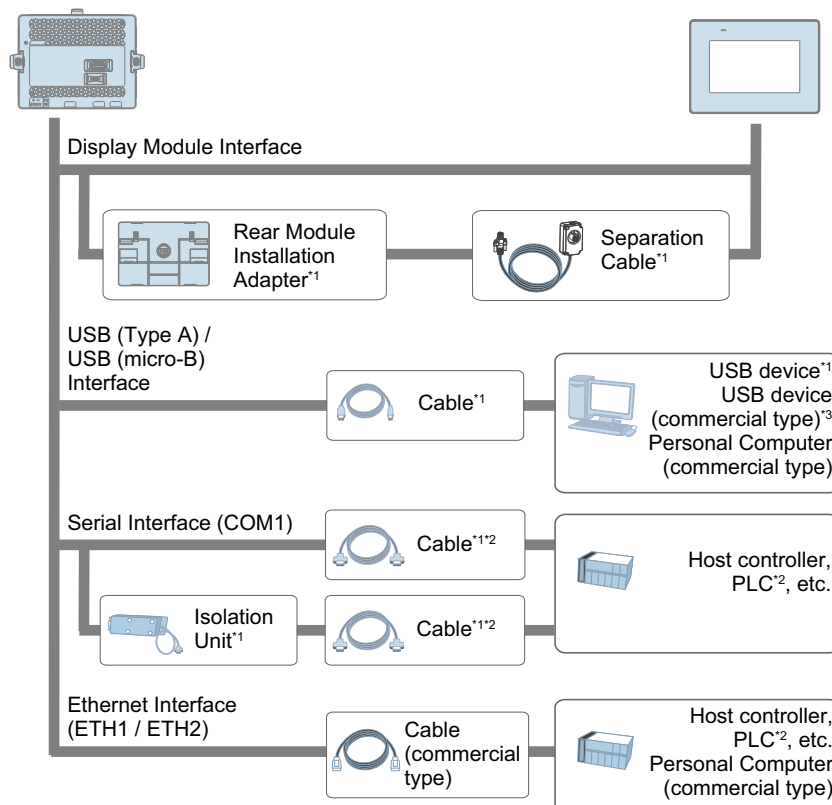 Display Module Interface
Rear Module
Installation
Adapter*1
Separation
Cable*1
USB (Type A) /
USB (micro-B)
Interface
Cable*1
USB device*1
USB device
(commercial type)*3
Personal Computer
(commercial type)
Serial Interface (COM1)
Cable*1*2
Host controller,
PLC*2, etc.
Isolation
Unit*1
Cable*1*2
Ethernet Interface
(ETH1 / ETH2)
Cable
(commercial
type)
Host controller,
PLC*2, etc.
Personal Computer
(commercial type)